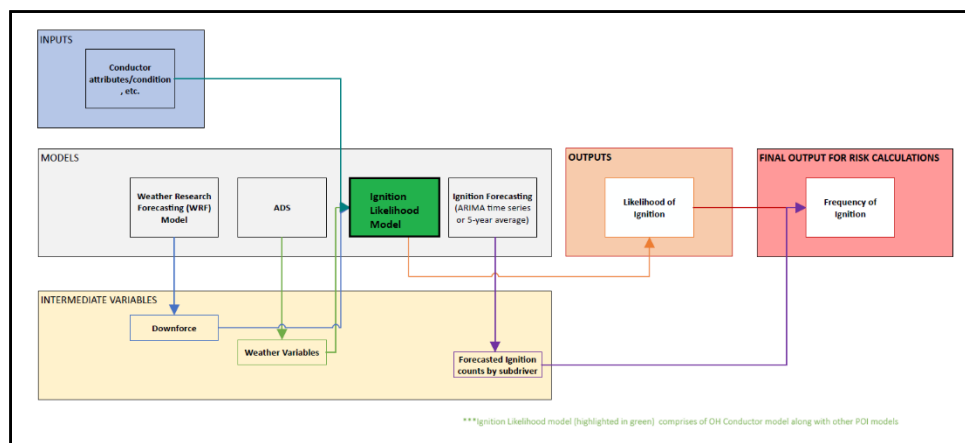 INPUTS
Conductor
attributes/condition
, etc.
MODELS
Weather Research
Forecasting (WRF)
Model
ADS
Ignition
Likelihood
Model
Ignition Forecasting
(ARIMA time series
or 5-year average)
OUTPUTS
Likelihood of
Ignition
FINAL OUTPUT FOR RISK CALCULATIONS
Frequency of
Ignition
INTERMEDIATE VARIABLES
Downforce
Weather Variables
Forecasted Ignition
counts by subdriver
***Ignition Likelihood model (highlighted in green) comprises of OH Conductor model along with other POI models